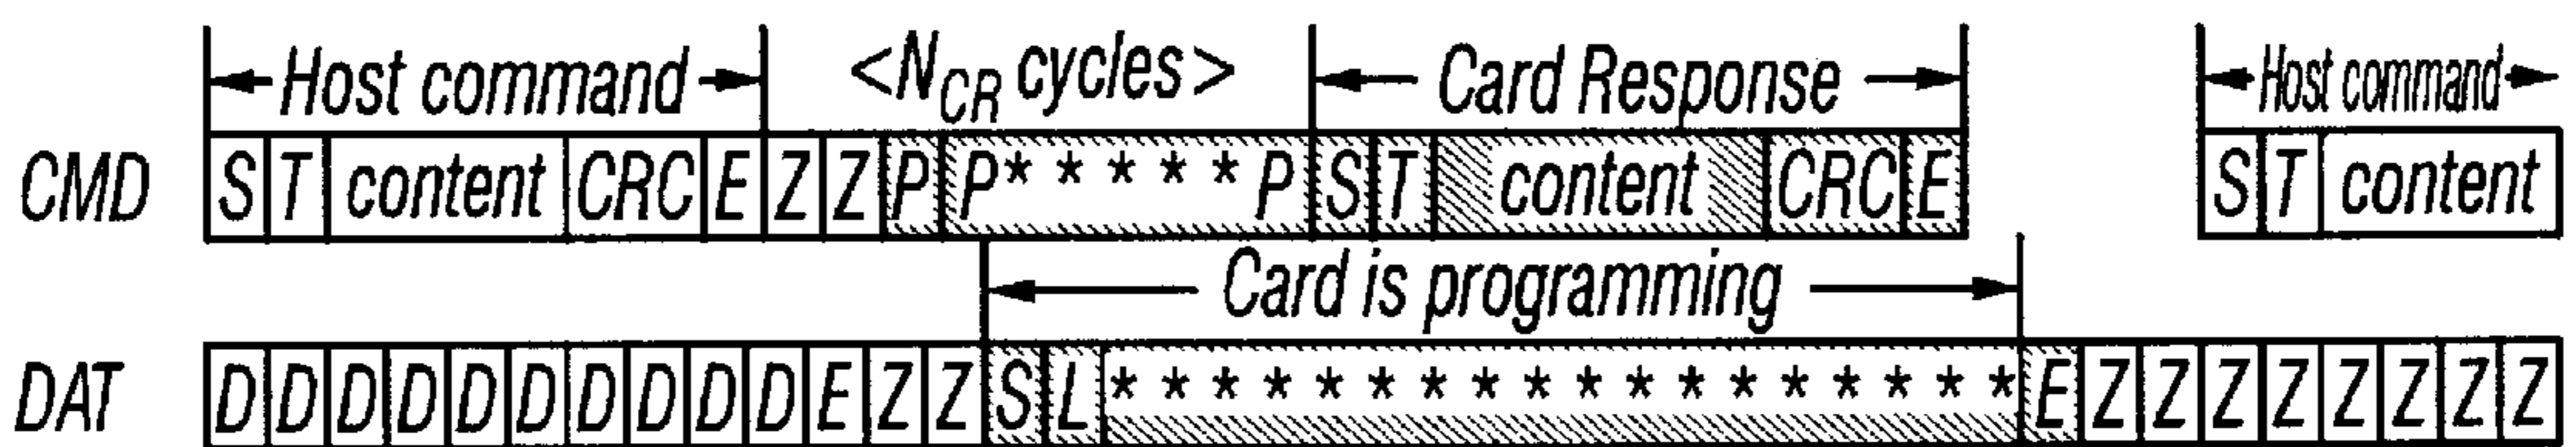 Host command <N_CR cycles> Card Response Host command
CMD S T content CRC E Z Z P P* * * * * P S T content CRC E S T content
Card is programming
DAT D D D D D D D D D D E Z Z S L * * * * * * * * * * * * * * * * * * E Z Z Z Z Z Z Z Z